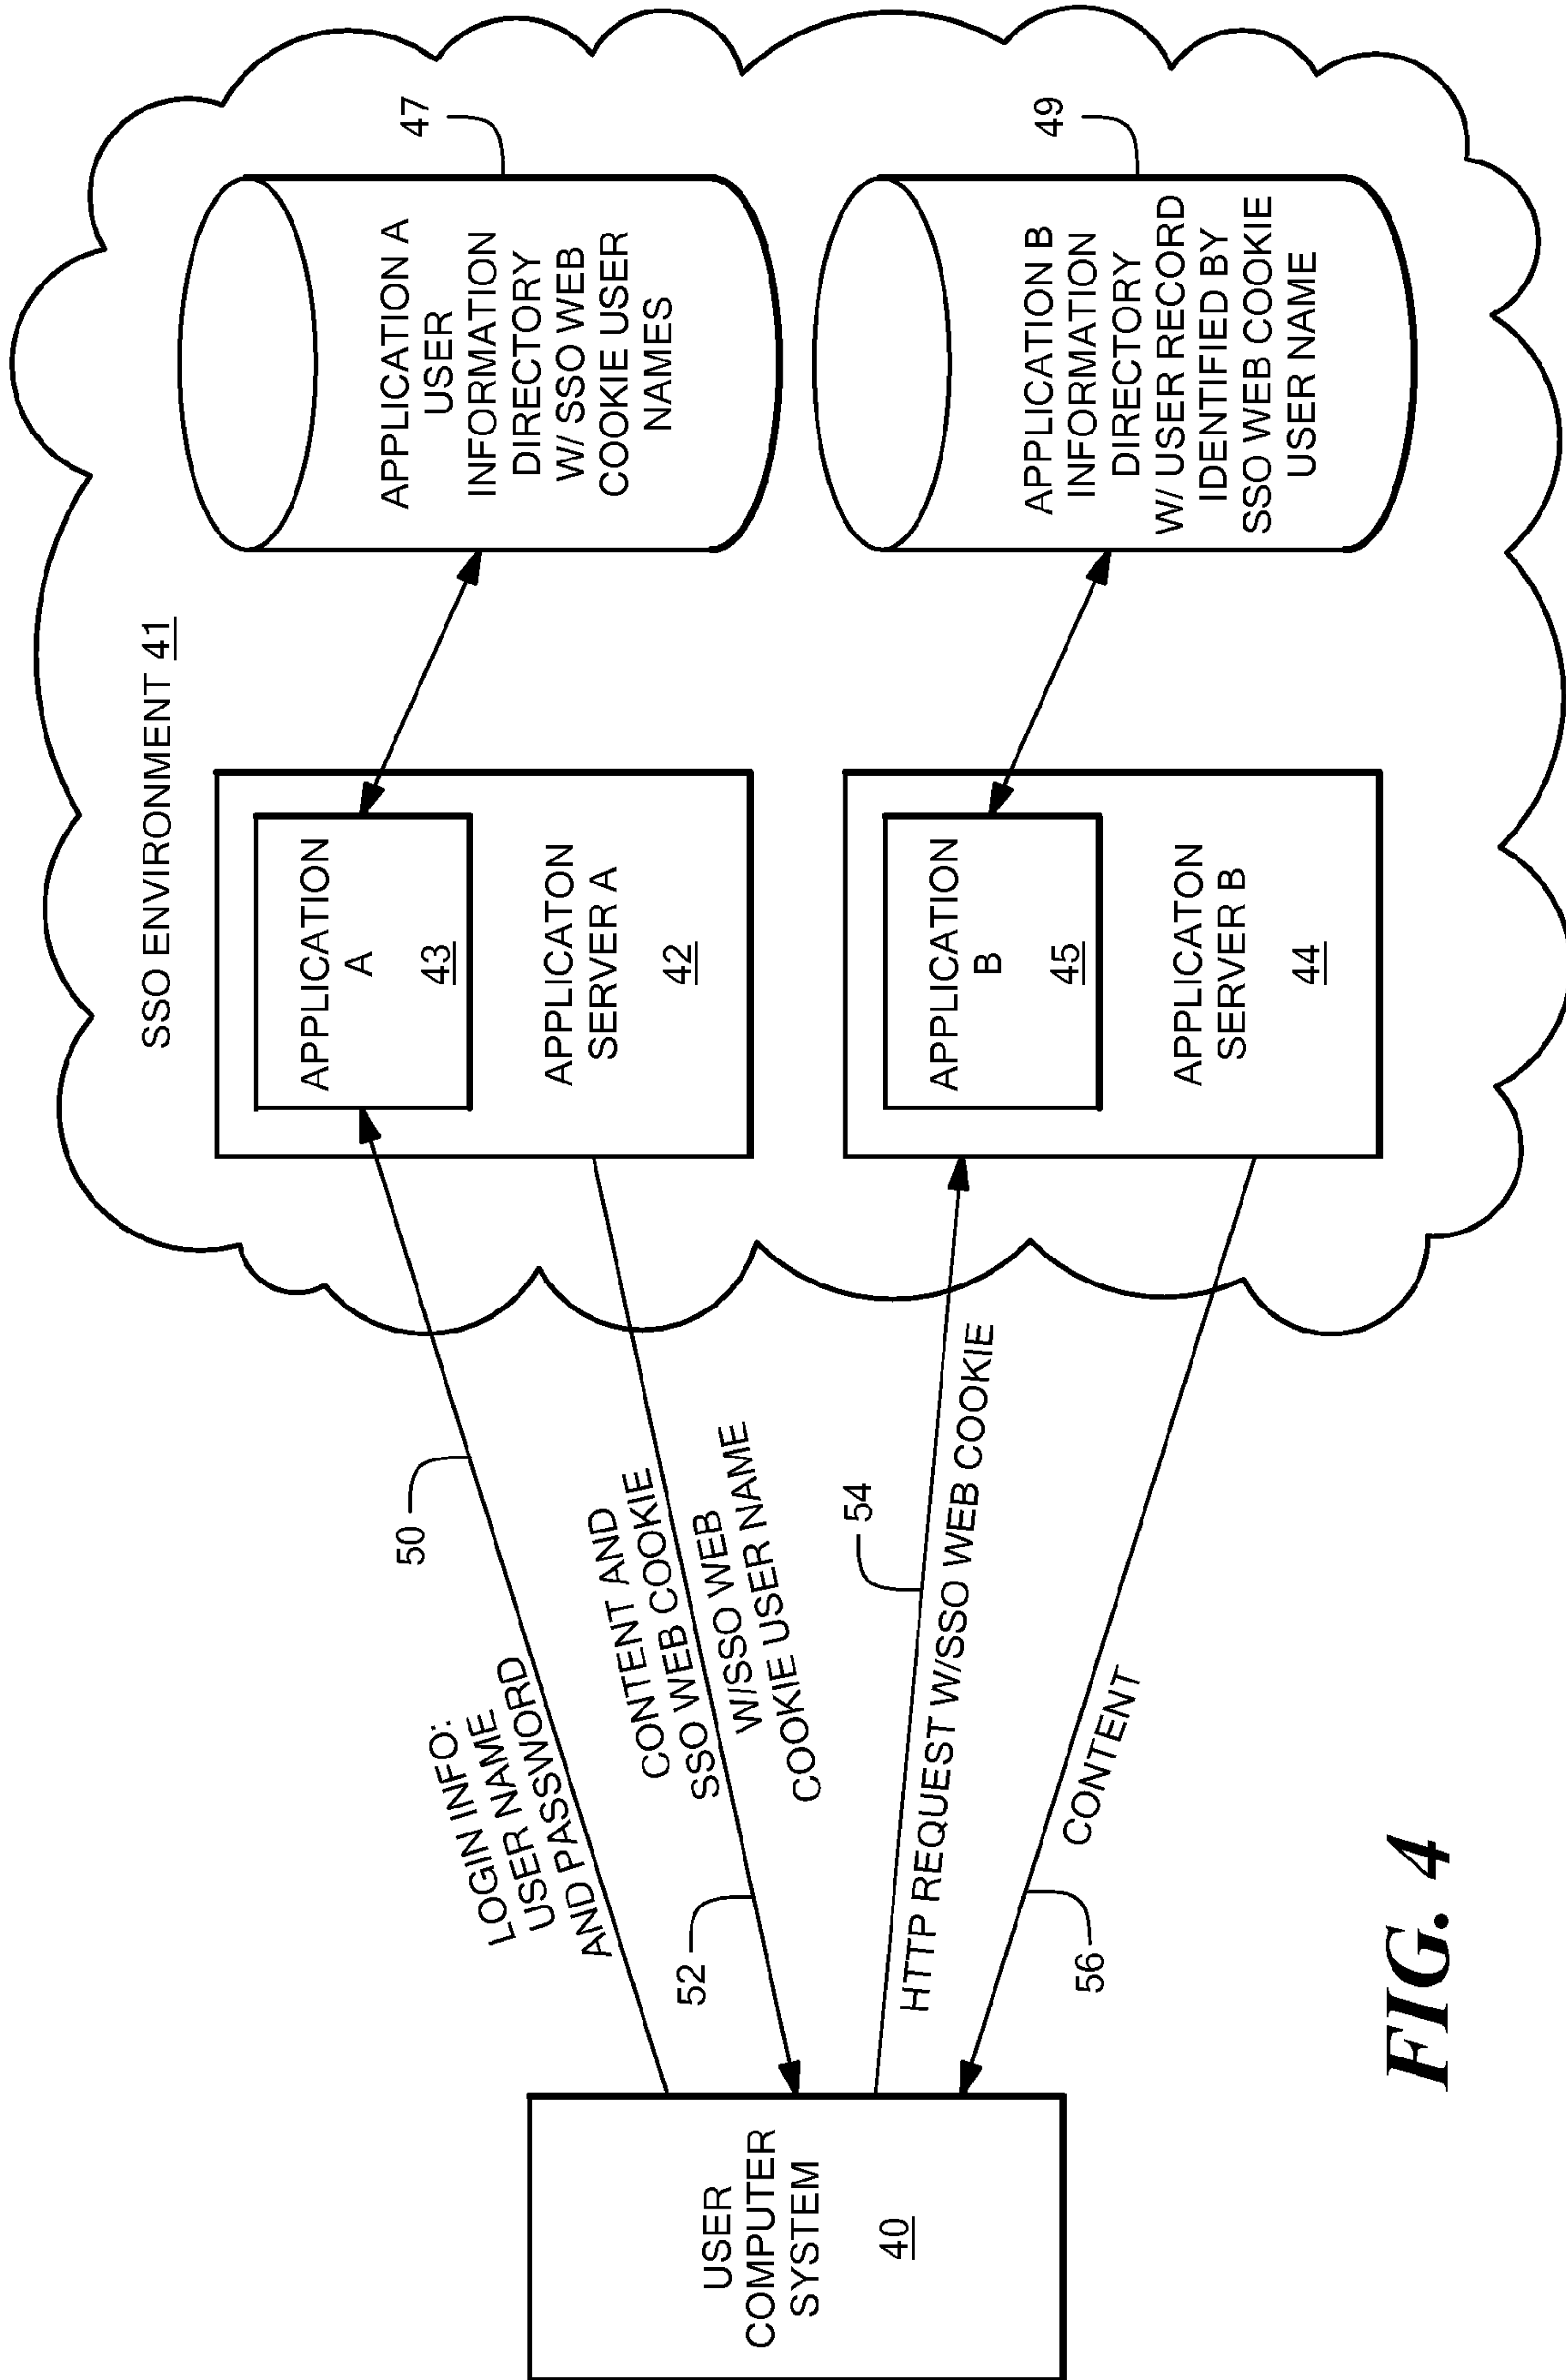 SSO ENVIRONMENT 41
USER
COMPUTER
SYSTEM
40
LOGIN INFO:
USER NAME
AND PASSWORD
50
CONTENT AND
SSO WEB COOKIE
SSO WEB
W/SSO WEB
COOKIE USER NAME
52
HTTP REQUEST W/SSO WEB COOKIE
54
CONTENT
56
APPLICATION
A
43
APPLICATON
SERVER A
42
APPLICATION
B
45
APPLICATON
SERVER B
44
APPLICATION A
USER
INFORMATION
DIRECTORY
W/ SSO WEB
COOKIE USER
NAMES
47
APPLICATION B
INFORMATION
DIRECTORY
W/ USER RECORD
IDENTIFIED BY
SSO WEB COOKIE
USER NAME
49
FIG. 4